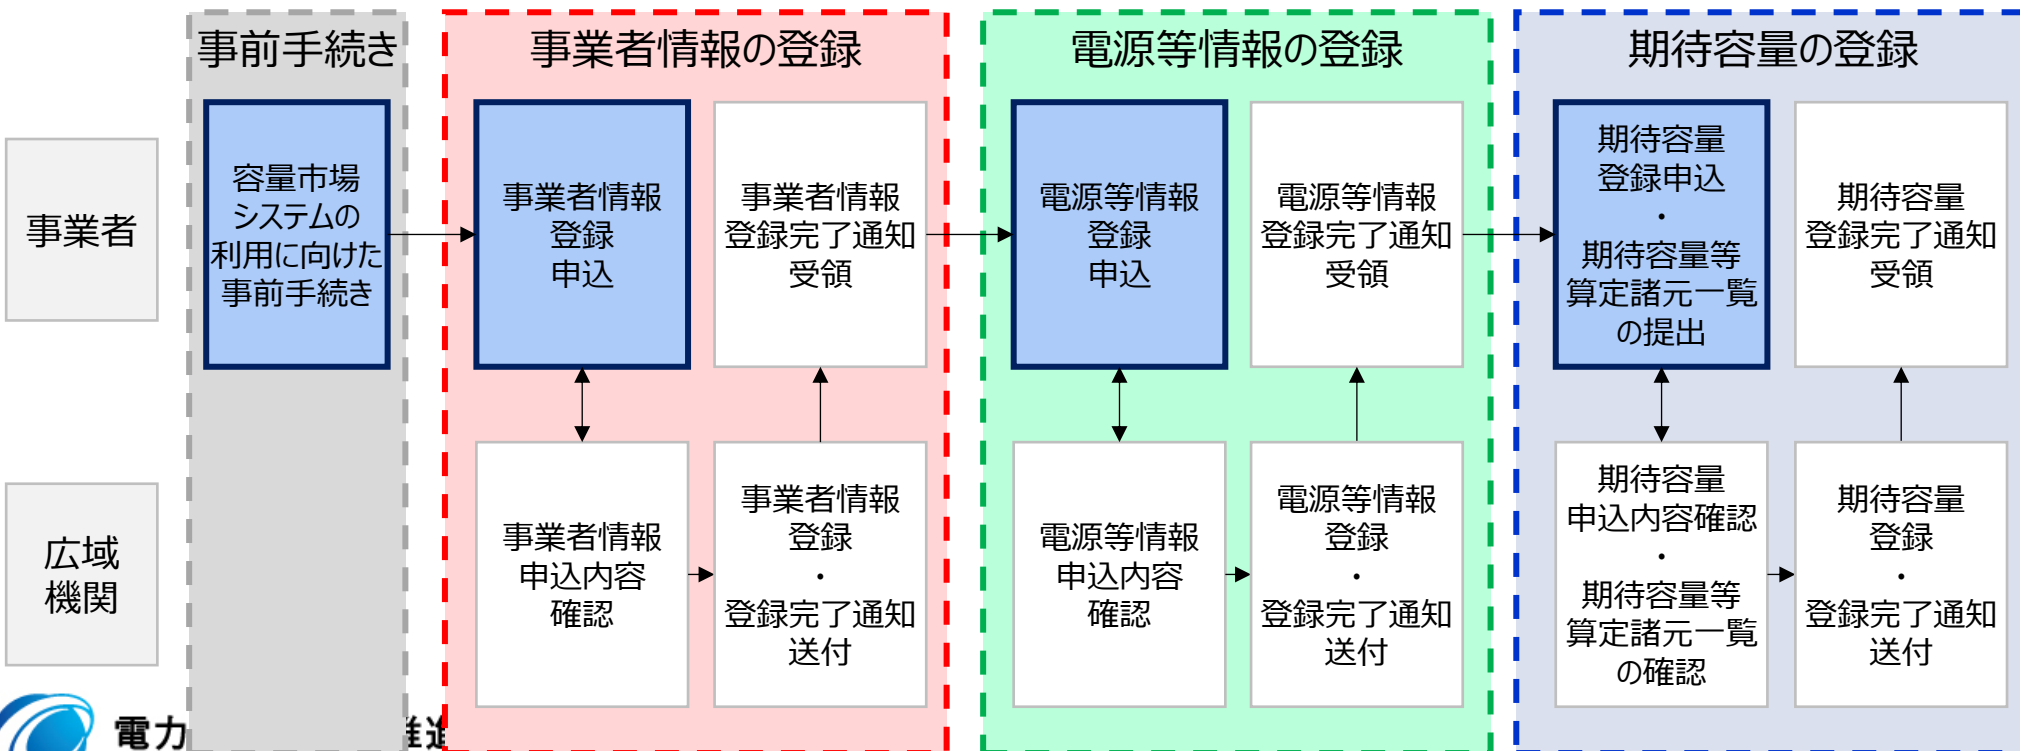 事前手続き
事業者情報の登録
電源等情報の登録
期待容量の登録
事業者
容量市場
システムの
利用に向けた
事前手続き
事業者情報
登録
申込
事業者情報
登録完了通知
受領
電源等情報
登録
申込
電源等情報
登録完了通知
受領
期待容量
登録申込
・
期待容量等
算定諸元一覧
の提出
期待容量
登録完了通知
受領
広域
機関
事業者情報
申込内容
確認
事業者情報
登録
・
登録完了通知
送付
電源等情報
申込内容
確認
電源等情報
登録
・
登録完了通知
送付
期待容量
申込内容確認
・
期待容量等
算定諸元一覧
の確認
期待容量
登録
・
登録完了通知
送付
電力